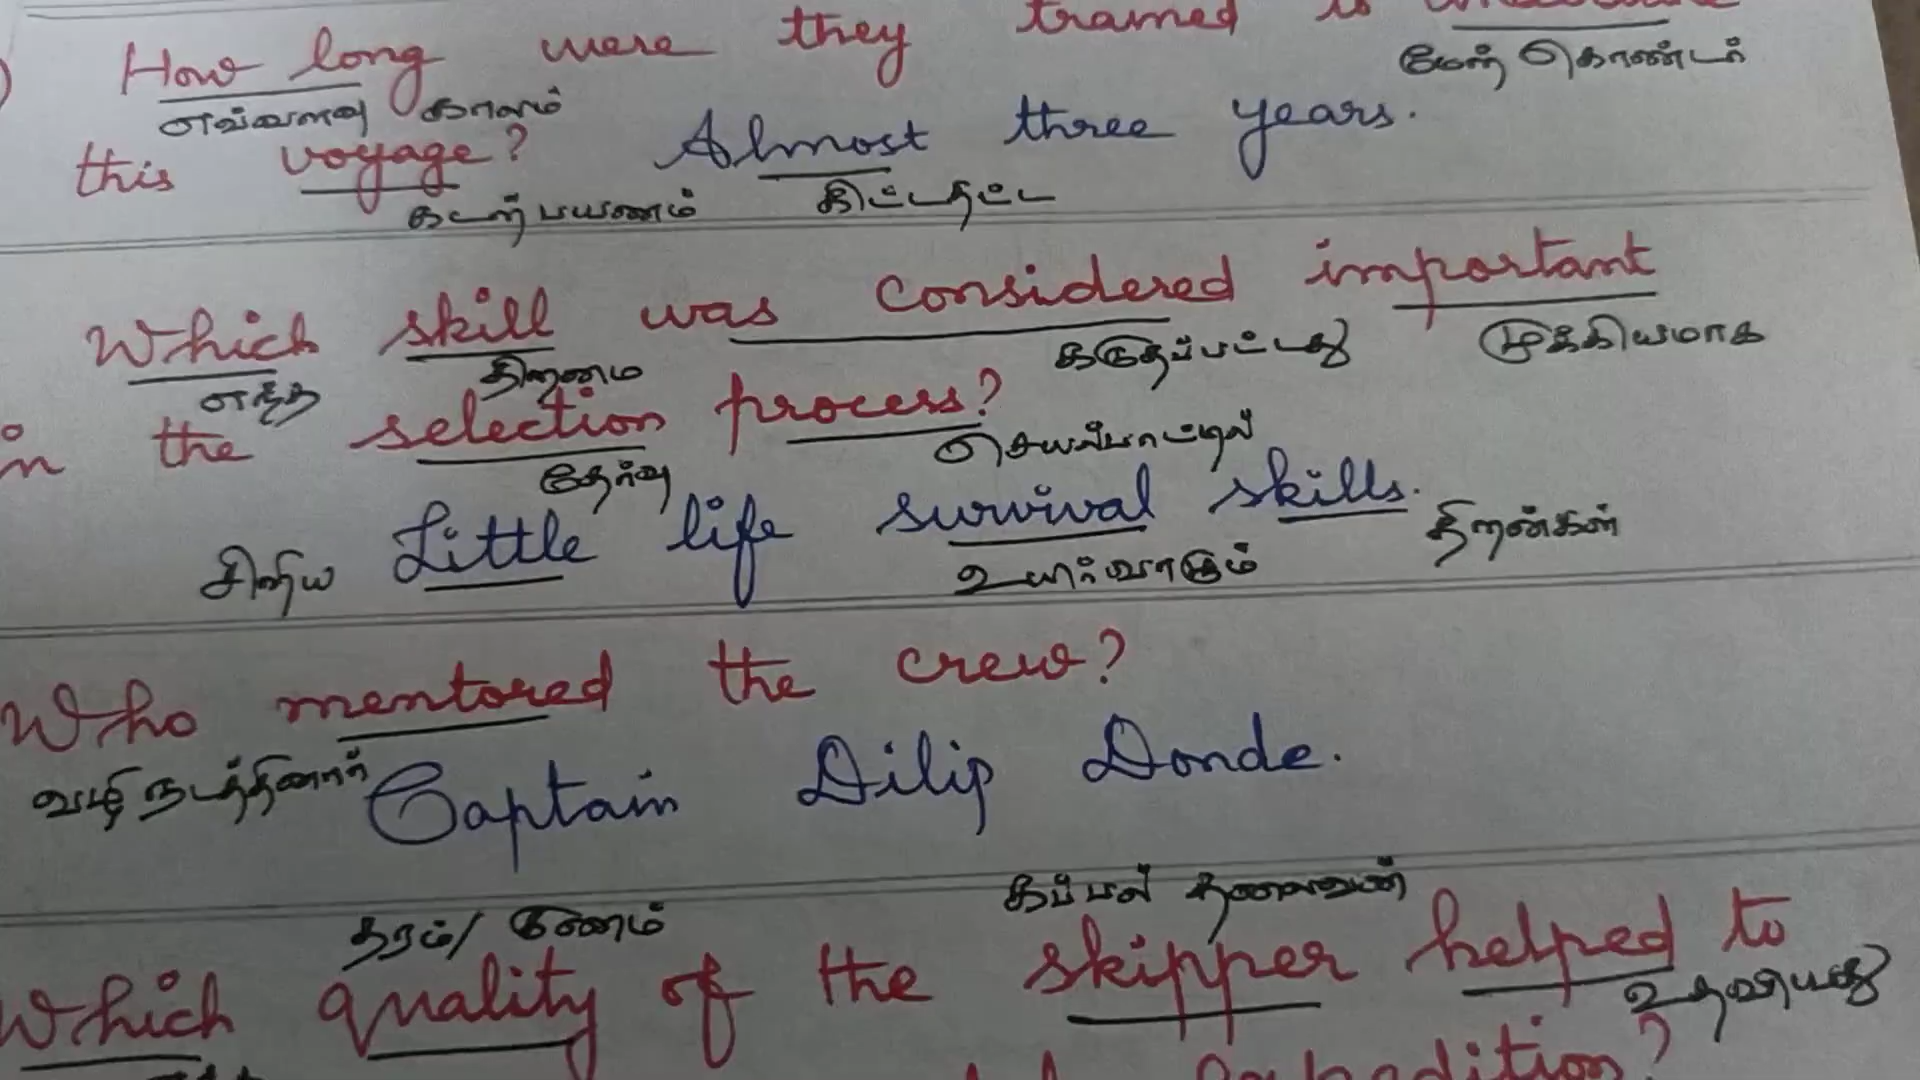 How long were they trained to undertake
எவ்வளவு காலம் மேற்கொண்டர்
this voyage? Almost three years.
கடற்பயணம் கிட்டதட்ட
Which skill was considered important
எந்த திறனம கருதப்பட்டது முக்கியமாக
in the selection process?
தேர்வு செயல்பாட்டில்
சிறிய Little life survival skills. திறன்கள்
உயிர்வாழும்
Who mentored the crew?
வழிநடத்தினார் Captain Dilip Donde.
தரம்/ குணம் கப்பல் தலைவன்
Which quality of the skipper helped to
உதவியது
expedition?